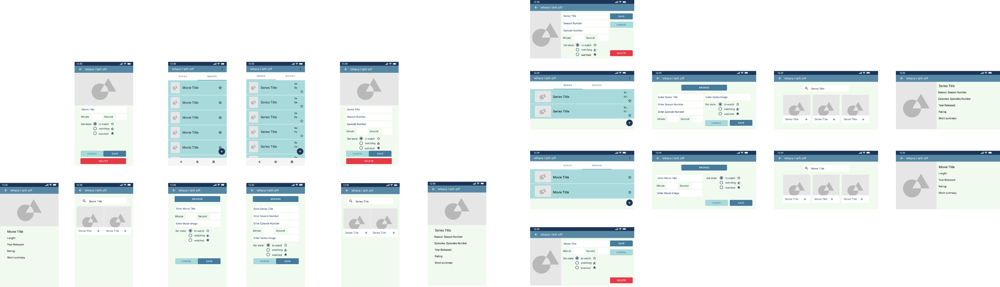 12:30
Where I left off
Series Title
SAVE
Season Number
CANCEL
Episode Number
Minute Second
Set state: to watch
watching
watched
DELETE
12:30
Where I left off
Movie Title
Minute Second
Set state: to watch
watching
watched
CANCEL SAVE
DELETE
12:30
Where I left off
SERIES MOVIES
Movie Title
Movie Title
Movie Title
Movie Title
Movie Title
12:30
Where I left off
SERIES MOVIES
Series Title Se: Ep:
Series Title Se: Ep:
Series Title Se: Ep:
Series Title Se: Ep:
Series Title Se: Ep:
Se:
12:30
Where I left off
Series Title
Season Number
Episode Number
Minute Second
Set state: to watch
watching
watched
CANCEL SAVE
DELETE
12:30
Where I left off
SERIES MOVIES
Series Title Se: Ep:
Series Title Se: Ep:
12:30
Where I left off
BROWSE
Enter Series Title Enter Series Image
Enter Season Number Set state: to watch
watching
Enter Episode Number watched
Minute Second
CANCEL SAVE
12:30
Where I left off
Series Title
Series Title Series Title Series Title
12:30
Where I left off
Series Title
Season: Season Number
Episodes: Episodes Number
Year Released:
Rating:
Short summary
12:30
Where I left off
SERIES MOVIES
Movie Title
Movie Title
12:30
Where I left off
BROWSE
Enter Movie Title Set state: to watch
watching
Minute Second watched
Enter Movie Image
CANCEL SAVE
12:30
Where I left off
Movie Title
Movie Title Movie Title Movie Title
12:30
Where I left off
Movie Title
Length:
Year Released:
Rating:
Short summary
12:30
Where I left off
Movie Title
Length:
Year Released:
Rating:
Short summary
12:30
Where I left off
Movie Title
Movie Title Movie Title
12:30
Where I left off
BROWSE
Enter Movie Title
Minute Second
Enter Movie Image
Set state: to watch
watching
watched
CANCEL SAVE
12:30
Where I left off
BROWSE
Enter Series Title
Enter Season Number
Enter Episode Number
Minute Second
Enter Series Image
Set state: to watch
watching
watched
CANCEL SAVE
12:30
Where I left off
Series Title
Series Title Series Title
12:30
Where I left off
Series Title
Season: Season Number
Episodes: Episodes Number
Year Released:
Rating:
Short summary
12:30
Where I left off
Movie Title
SAVE
Minute Second
CANCEL
Set state: to watch
watching
watched
DELETE